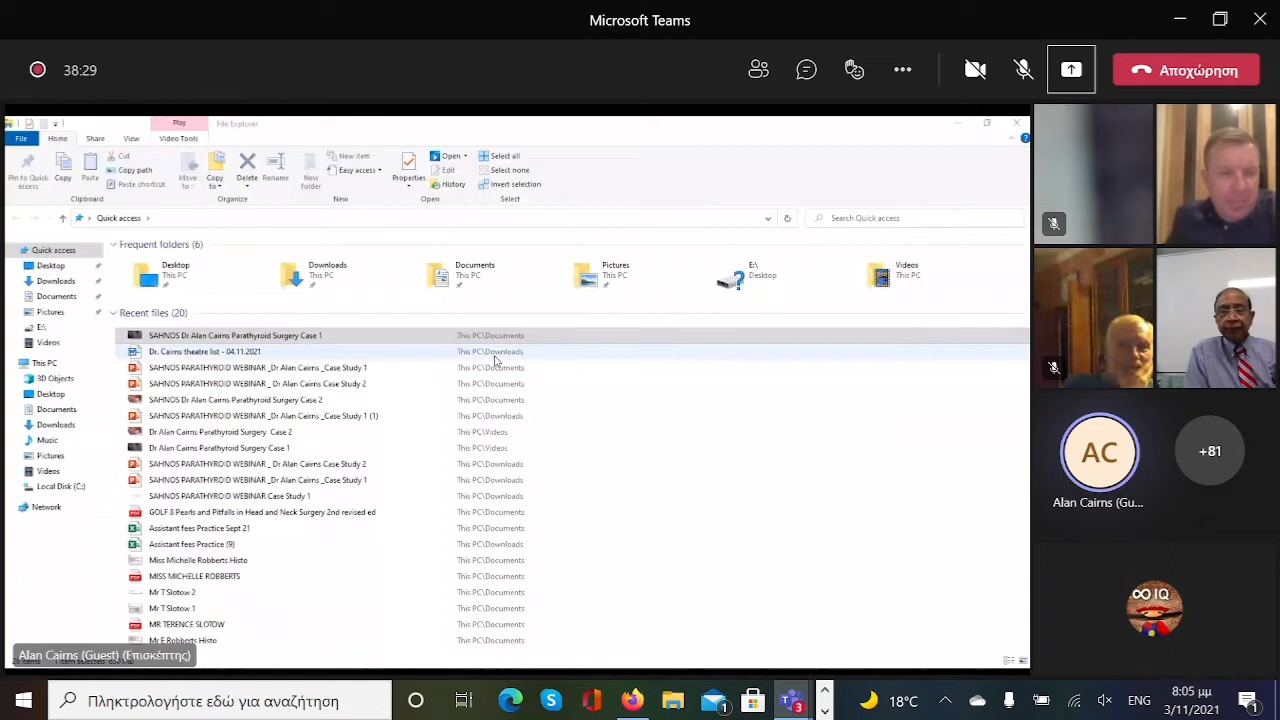 Microsoft Teams
38:29
Αποχώρηση
Play
File Explorer
File
Home
Share
View
Video Tools
Pin to Quick access
Copy
Paste
Cut
Copy path
Paste shortcut
Clipboard
Move to
Copy to
Delete
Rename
Organize
New folder
New item
Easy access
New
Properties
Open
Edit
History
Open
Select all
Select none
Invert selection
Select
Quick access
Search Quick access
Quick access
Desktop
Downloads
Documents
Pictures
E:\
Videos
This PC
3D Objects
Desktop
Documents
Downloads
Music
Pictures
Videos
Local Disk (C:)
Network
Frequent folders (6)
Desktop
This PC
Downloads
This PC
Documents
This PC
Pictures
This PC
E:\
Desktop
Videos
This PC
Recent files (20)
SAHNOS Dr Alan Cairns Parathyroid Surgery Case 1 This PC\Documents
Dr. Cairns theatre list - 04.11.2021 This PC\Downloads
SAHNOS PARATHYROID WEBINAR _Dr Alan Cairns _Case Study 1 This PC\Documents
SAHNOS PARATHYROID WEBINAR _ Dr Alan Cairns Case Study 2 This PC\Documents
SAHNOS Dr Alan Cairns Parathyroid Surgery Case 2 This PC\Documents
SAHNOS PARATHYROID WEBINAR _Dr Alan Cairns _Case Study 1 (1) This PC\Downloads
Dr Alan Cairns Parathyroid Surgery Case 2 This PC\Videos
Dr Alan Cairns Parathyroid Surgery Case 1 This PC\Videos
SAHNOS PARATHYROID WEBINAR _ Dr Alan Cairns Case Study 2 This PC\Downloads
SAHNOS PARATHYROID WEBINAR _Dr Alan Cairns _Case Study 1 This PC\Downloads
SAHNOS PARATHYROID WEBINAR Case Study 1 This PC\Downloads
GOLF 8 Pearls and Pitfalls in Head and Neck Surgery 2nd revised ed This PC\Documents
Assistant fees Practice Sept 21 This PC\Documents
Assistant fees Practice (9) This PC\Downloads
Miss Michelle Robberts Histo This PC\Documents
MISS MICHELLE ROBBERTS This PC\Documents
Mr T Slotow 2 This PC\Documents
Mr T Slotow 1 This PC\Documents
MR TERENCE SLOTOW This PC\Documents
Mr E Robberts Histo This PC\Documents
Alan Cairns (Guest) (Επισκέπτης)
AC
Alan Cairns (Gu...
+81
IQ
Πληκτρολογήστε εδώ για αναζήτηση
1
3
18°C
ENG
8:05 μμ
3/11/2021
1